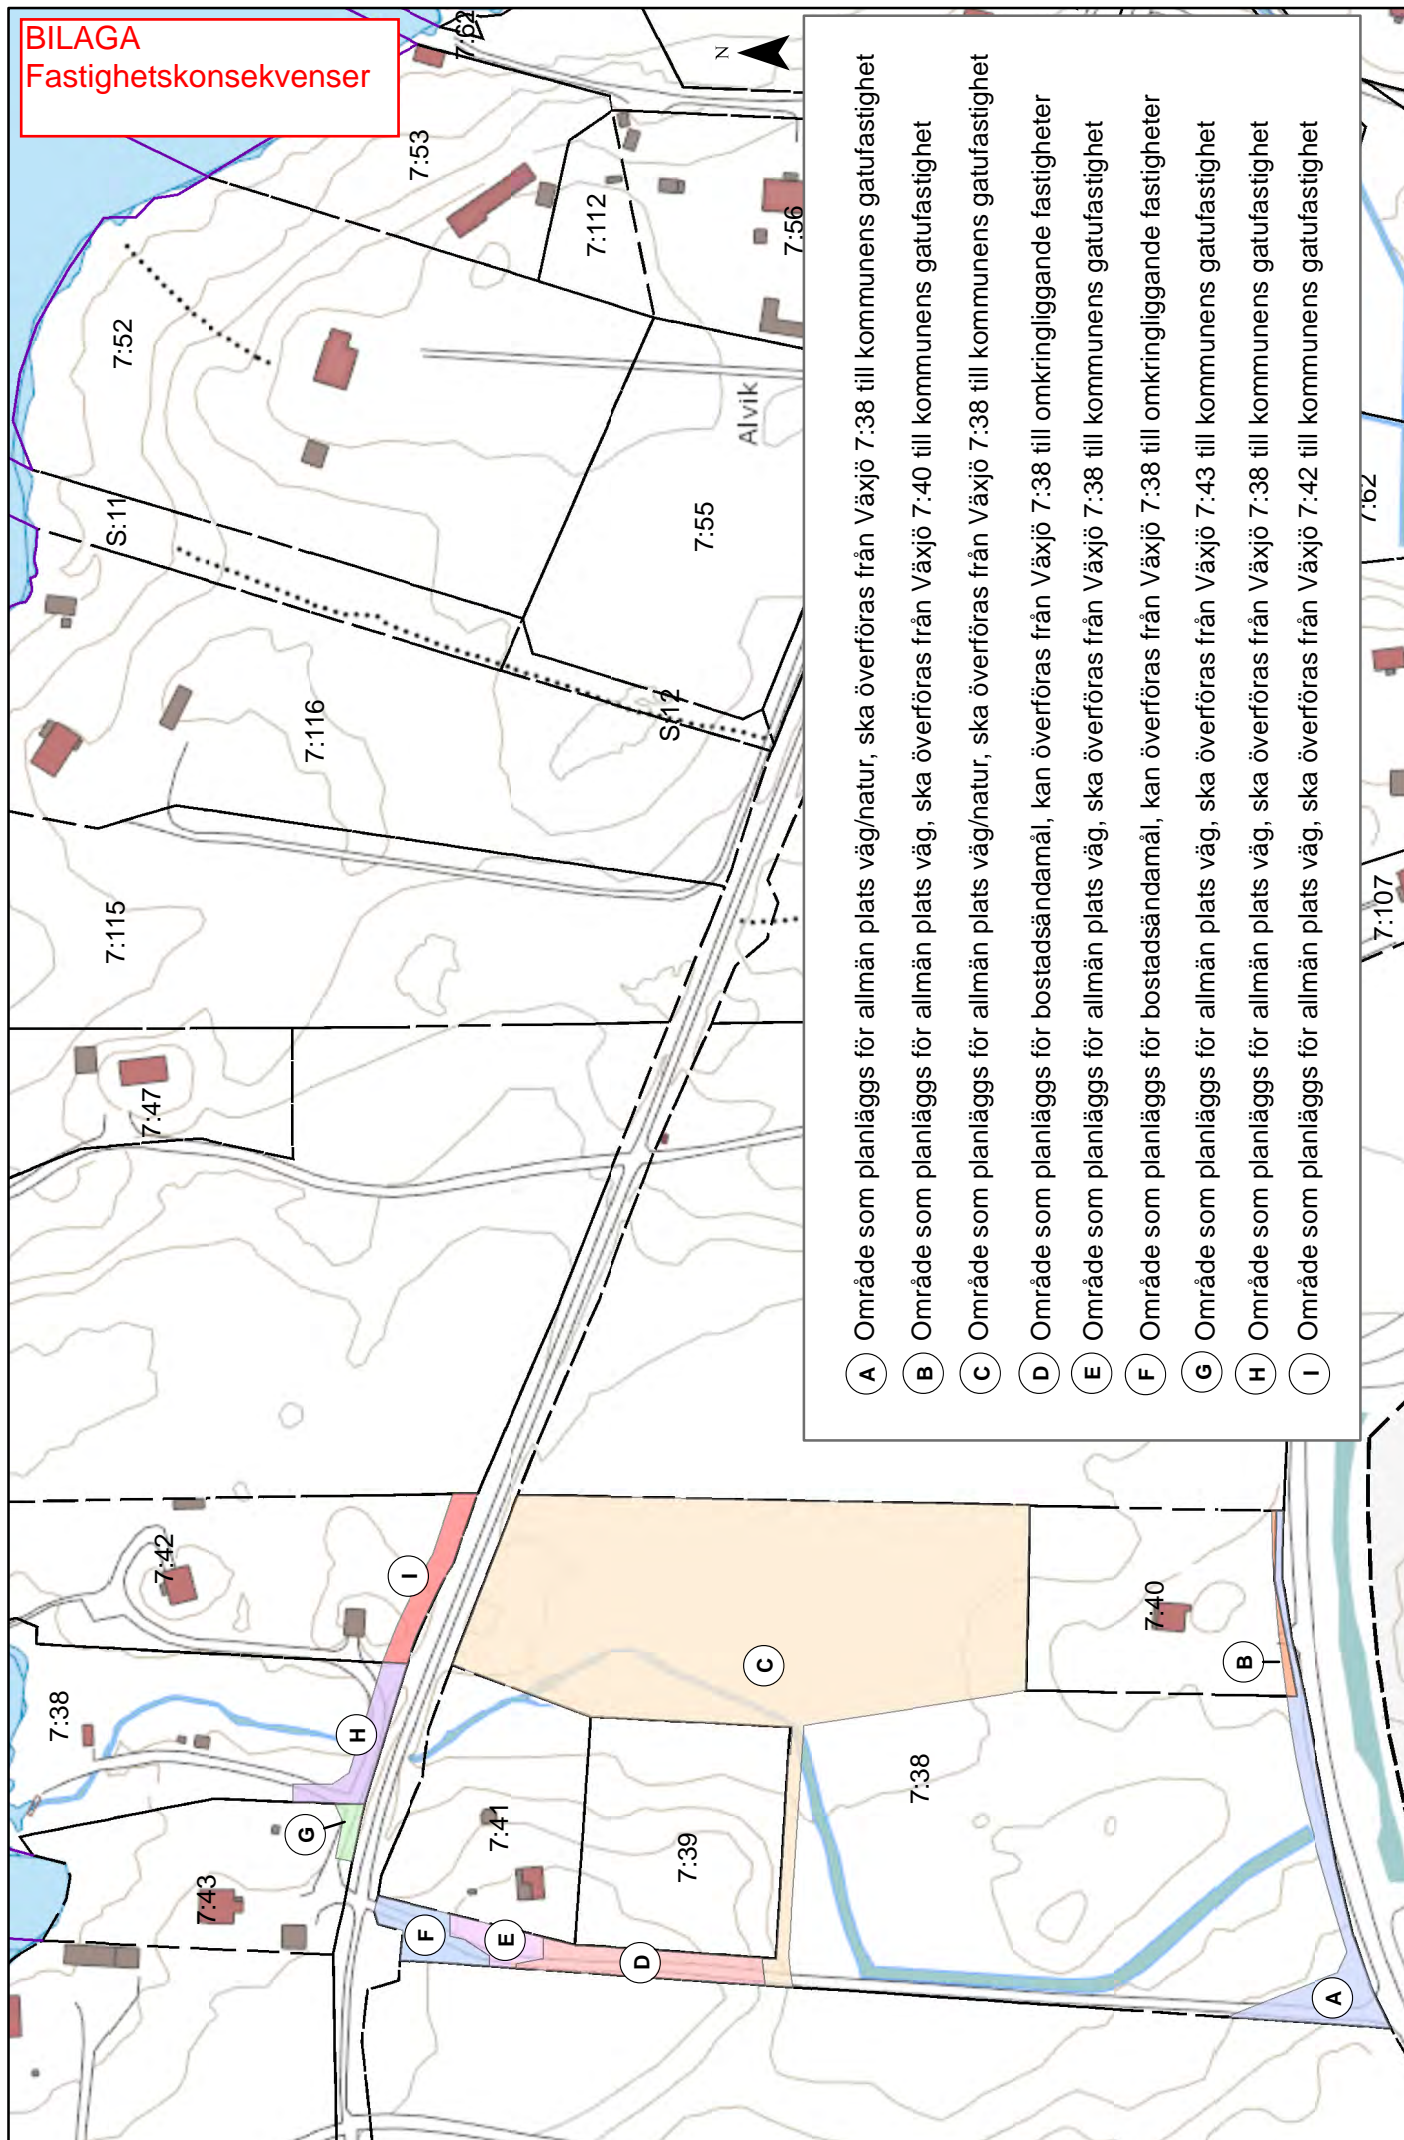 BILAGA
Fastighetskonsekvenser
N
A Område som planläggs för allmän plats väg/natur, ska överföras från Växjö 7:38 till kommunens gatufastighet
B Område som planläggs för allmän plats väg, ska överföras från Växjö 7:40 till kommunens gatufastighet
C Område som planläggs för allmän plats väg/natur, ska överföras från Växjö 7:38 till kommunens gatufastighet
D Område som planläggs för bostadsändamål, kan överföras från Växjö 7:38 till omkringliggande fastigheter
E Område som planläggs för allmän plats väg, ska överföras från Växjö 7:38 till kommunens gatufastighet
F Område som planläggs för bostadsändamål, kan överföras från Växjö 7:38 till omkringliggande fastigheter
G Område som planläggs för allmän plats väg, ska överföras från Växjö 7:43 till kommunens gatufastighet
H Område som planläggs för allmän plats väg, ska överföras från Växjö 7:38 till kommunens gatufastighet
I Område som planläggs för allmän plats väg, ska överföras från Växjö 7:42 till kommunens gatufastighet
7:62
7:53
7:112
7:56
7:52
Alvik
S:11
7:55
7:62
7:116
S:12
7:115
7:107
7:47
7:42
I
7:40
B
C
7:38
H
7:38
G
7:41
7:39
7:43
F
E
D
A